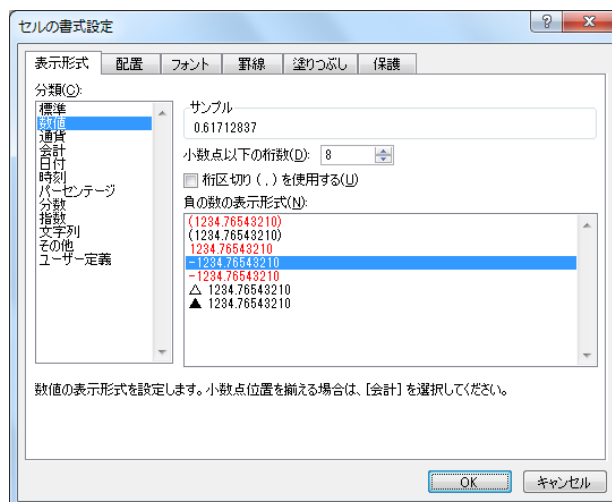 セルの書式設定
表示形式 配置 フォント 罫線 塗りつぶし 保護
分類(C):
標準
数値
通貨
会計
日付
時刻
パーセンテージ
分数
指数
文字列
その他
ユーザー定義
サンプル
0.61712837
小数点以下の桁数(D): 8
桁区切り(,)を使用する(U)
負の数の表示形式(N):
(1234.76543210)
(1234.76543210)
1234.76543210
-1234.76543210
-1234.76543210
△ 1234.76543210
▲ 1234.76543210
数値の表示形式を設定します。小数点位置を揃える場合は、[会計] を選択してください。
OK キャンセル